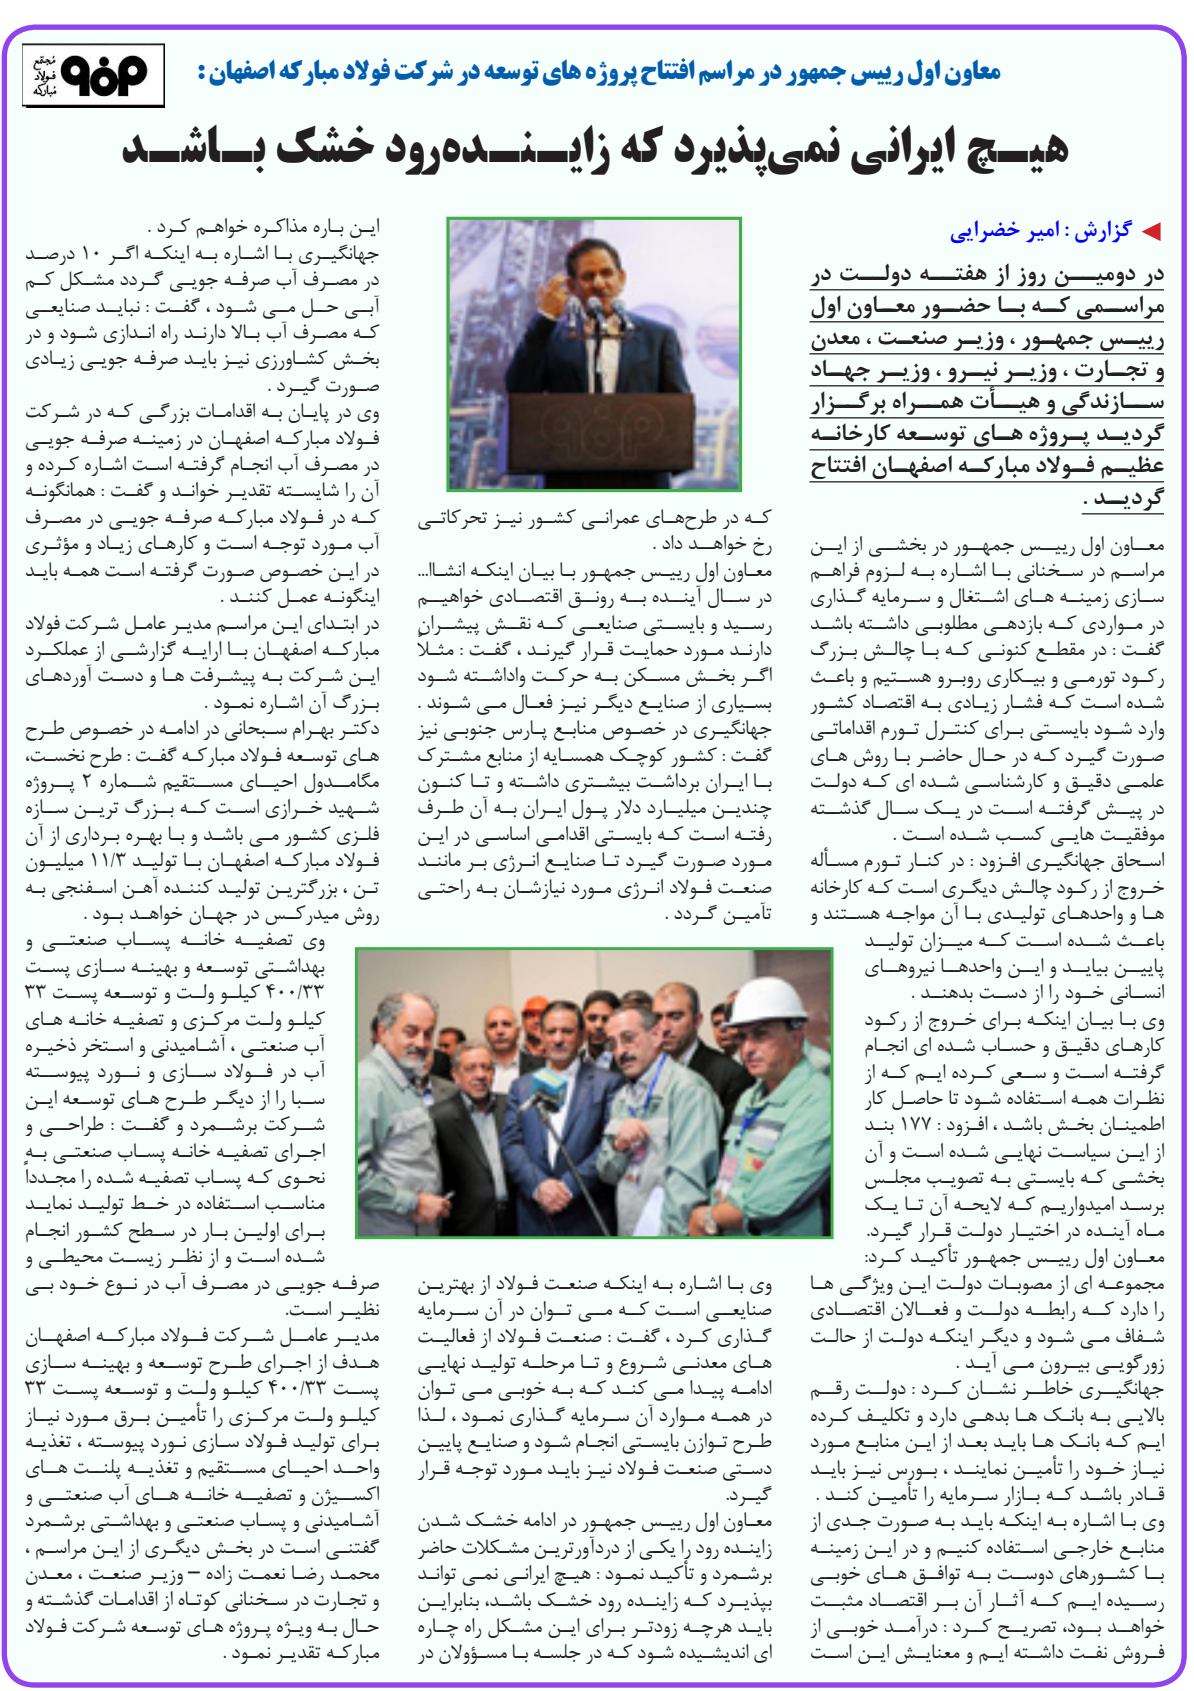 مجتمع
فولاد
مبارکه
معاون اول رییس جمهور در مراسم افتتاح پروژه های توسعه در شرکت فولاد مبارکه اصفهان :
هیچ ایرانی نمی‌پذیرد که زاینده‌رود خشک باشد
گزارش : امیر خضرایی
در دومین روز از هفته دولت در
مراسمی که با حضور معاون اول
رییس جمهور ، وزیر صنعت ، معدن
و تجارت ، وزیر نیرو ، وزیر جهاد
سازندگی و هیأت همراه برگزار
گردید پروژه های توسعه کارخانه
عظیم فولاد مبارکه اصفهان افتتاح
گردید .
معاون اول رییس جمهور در بخشی از این
مراسم در سخنانی با اشاره به لزوم فراهم
سازی زمینه های اشتغال و سرمایه گذاری
در مواردی که بازدهی مطلوبی داشته باشد
گفت : در مقطع کنونی که با چالش بزرگ
رکود تورمی و بیکاری روبرو هستیم و باعث
شده است که فشار زیادی به اقتصاد کشور
وارد شود بایستی برای کنترل تورم اقداماتی
صورت گیرد که در حال حاضر با روش های
علمی دقیق و کارشناسی شده ای که دولت
در پیش گرفته است در یک سال گذشته
موفقیت هایی کسب شده است .
اسحاق جهانگیری افزود : در کنار تورم مسأله
خروج از رکود چالش دیگری است که کارخانه
ها و واحدهای تولیدی با آن مواجه هستند و
باعث شده است که میزان تولید
پایین بیاید و این واحدها نیروهای
انسانی خود را از دست بدهند .
وی با بیان اینکه برای خروج از رکود
کارهای دقیق و حساب شده ای انجام
گرفته است و سعی کرده ایم که از
نظرات همه استفاده شود تا حاصل کار
اطمینان بخش باشد ، افزود : ۱۷۷ بند
از این سیاست نهایی شده است و آن
بخشی که بایستی به تصویب مجلس
برسد امیدواریم که لایحه آن تا یک
ماه آینده در اختیار دولت قرار گیرد.
معاون اول رییس جمهور تأکید کرد:
مجموعه ای از مصوبات دولت این ویژگی ها
را دارد که رابطه دولت و فعالان اقتصادی
شفاف می شود و دیگر اینکه دولت از حالت
زورگویی بیرون می آید .
جهانگیری خاطر نشان کرد : دولت رقم
بالایی به بانک ها بدهی دارد و تکلیف کرده
ایم که بانک ها باید بعد از این منابع مورد
نیاز خود را تأمین نمایند ، بورس نیز باید
قادر باشد که بازار سرمایه را تأمین کند .
وی با اشاره به اینکه باید به صورت جدی از
منابع خارجی استفاده کنیم و در این زمینه
با کشورهای دوست به توافق های خوبی
رسیده ایم که آثار آن بر اقتصاد مثبت
خواهد بود، تصریح کرد : درآمد خوبی از
فروش نفت داشته ایم و معنایش این است
که در طرح‌های عمرانی کشور نیز تحرکاتی
رخ خواهد داد .
معاون اول رییس جمهور با بیان اینکه انشاا...
در سال آینده به رونق اقتصادی خواهیم
رسید و بایستی صنایعی که نقش پیشران
دارند مورد حمایت قرار گیرند ، گفت : مثلاً
اگر بخش مسکن به حرکت واداشته شود
بسیاری از صنایع دیگر نیز فعال می شوند .
جهانگیری در خصوص منابع پارس جنوبی نیز
گفت : کشور کوچک همسایه از منابع مشترک
با ایران برداشت بیشتری داشته و تا کنون
چندین میلیارد دلار پول ایران به آن طرف
رفته است که بایستی اقدامی اساسی در این
مورد صورت گیرد تا صنایع انرژی بر مانند
صنعت فولاد انرژی مورد نیازشان به راحتی
تأمین گردد .
وی با اشاره به اینکه صنعت فولاد از بهترین
صنایعی است که می توان در آن سرمایه
گذاری کرد ، گفت : صنعت فولاد از فعالیت
های معدنی شروع و تا مرحله تولید نهایی
ادامه پیدا می کند که به خوبی می توان
در همه موارد آن سرمایه گذاری نمود ، لذا
طرح توازن بایستی انجام شود و صنایع پایین
دستی صنعت فولاد نیز باید مورد توجه قرار
گیرد.
معاون اول رییس جمهور در ادامه خشک شدن
زاینده رود را یکی از دردآورترین مشکلات حاضر
برشمرد و تأکید نمود : هیچ ایرانی نمی تواند
بپذیرد که زاینده رود خشک باشد، بنابراین
باید هرچه زودتر برای این مشکل راه چاره
ای اندیشیده شود که در جلسه با مسؤولان در
این باره مذاکره خواهم کرد .
جهانگیری با اشاره به اینکه اگر ۱۰ درصد
در مصرف آب صرفه جویی گردد مشکل کم
آبی حل می شود ، گفت : نباید صنایعی
که مصرف آب بالا دارند راه اندازی شود و در
بخش کشاورزی نیز باید صرفه جویی زیادی
صورت گیرد .
وی در پایان به اقدامات بزرگی که در شرکت
فولاد مبارکه اصفهان در زمینه صرفه جویی
در مصرف آب انجام گرفته است اشاره کرده و
آن را شایسته تقدیر خواند و گفت : همانگونه
که در فولاد مبارکه صرفه جویی در مصرف
آب مورد توجه است و کارهای زیاد و مؤثری
در این خصوص صورت گرفته است همه باید
اینگونه عمل کنند .
در ابتدای این مراسم مدیر عامل شرکت فولاد
مبارکه اصفهان با ارایه گزارشی از عملکرد
این شرکت به پیشرفت ها و دست آوردهای
بزرگ آن اشاره نمود .
دکتر بهرام سبحانی در ادامه در خصوص طرح
های توسعه فولاد مبارکه گفت : طرح نخست،
مگامدول احیای مستقیم شماره ۲ پروژه
شهید خرازی است که بزرگ ترین سازه
فلزی کشور می باشد و با بهره برداری از آن
فولاد مبارکه اصفهان با تولید ۱۱/۳ میلیون
تن ، بزرگترین تولید کننده آهن اسفنجی به
روش میدرکس در جهان خواهد بود .
وی تصفیه خانه پساب صنعتی و
بهداشتی توسعه و بهینه سازی پست
۴۰۰/۳۳ کیلو ولت و توسعه پست ۳۳
کیلو ولت مرکزی و تصفیه خانه های
آب صنعتی ، آشامیدنی و استخر ذخیره
آب در فولاد سازی و نورد پیوسته
سبا را از دیگر طرح های توسعه این
شرکت برشمرد و گفت : طراحی و
اجرای تصفیه خانه پساب صنعتی به
نحوی که پساب تصفیه شده را مجدداً
مناسب استفاده در خط تولید نماید
برای اولین بار در سطح کشور انجام
شده است و از نظر زیست محیطی و
صرفه جویی در مصرف آب در نوع خود بی
نظیر است.
مدیر عامل شرکت فولاد مبارکه اصفهان
هدف از اجرای طرح توسعه و بهینه سازی
پست ۴۰۰/۳۳ کیلو ولت و توسعه پست ۳۳
کیلو ولت مرکزی را تأمین برق مورد نیاز
برای تولید فولاد سازی نورد پیوسته ، تغذیه
واحد احیای مستقیم و تغذیه پلنت های
اکسیژن و تصفیه خانه های آب صنعتی و
آشامیدنی و پساب صنعتی و بهداشتی برشمرد
گفتنی است در بخش دیگری از این مراسم ،
محمد رضا نعمت زاده – وزیر صنعت ، معدن
و تجارت در سخنانی کوتاه از اقدامات گذشته و
حال به ویژه پروژه های توسعه شرکت فولاد
مبارکه تقدیر نمود .